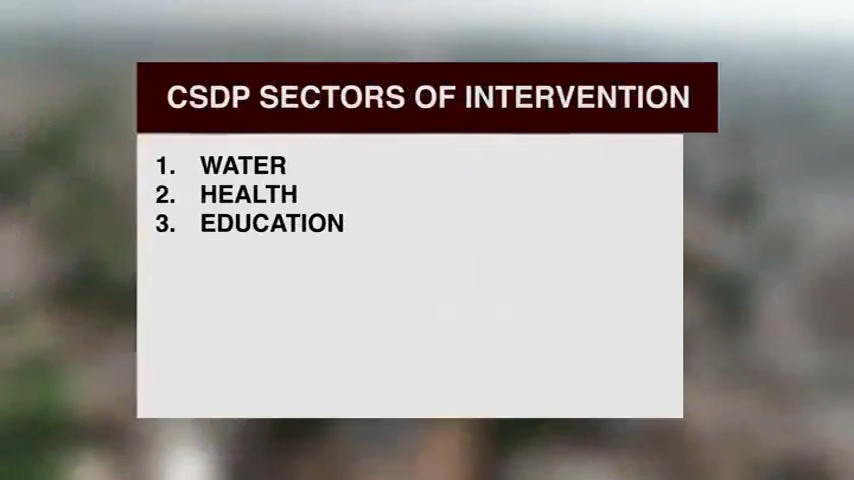 CSDP SECTORS OF INTERVENTION
1. WATER
2. HEALTH
3. EDUCATION